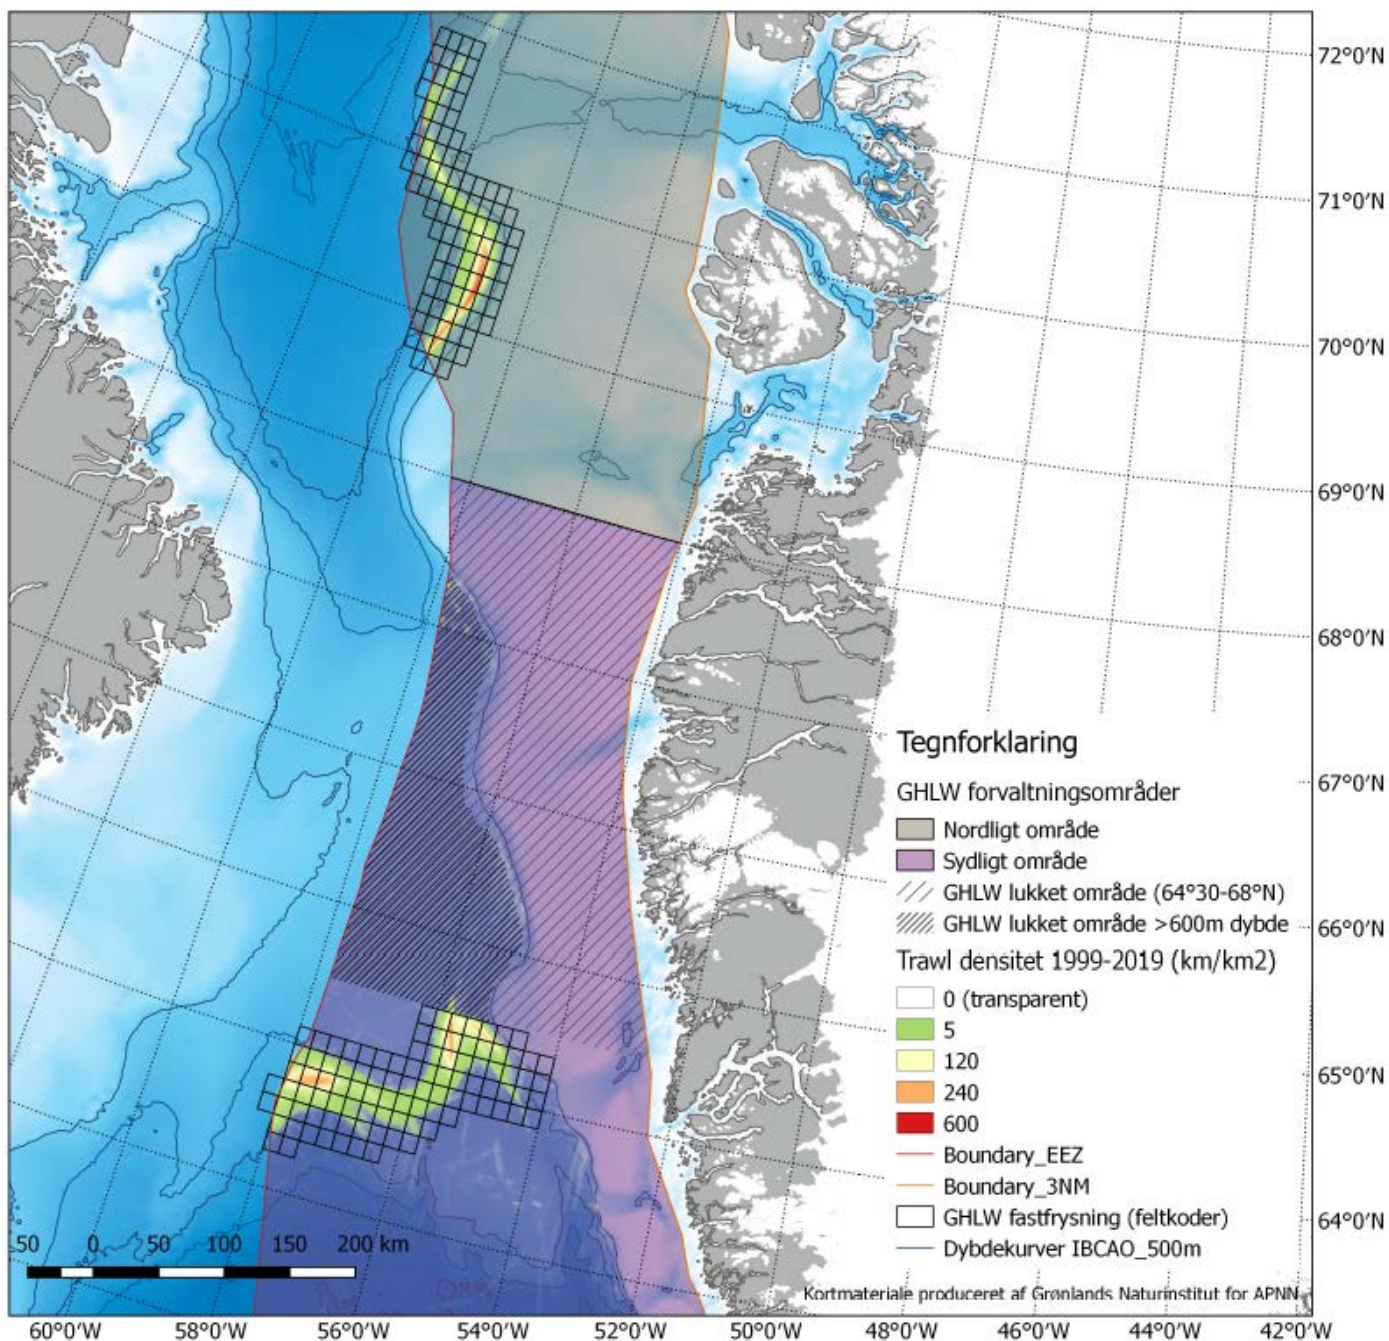 72°0'N
71°0'N
70°0'N
69°0'N
68°0'N
67°0'N
66°0'N
65°0'N
64°0'N
Tegnforklaring
GHLW forvaltningsområder
Nordligt område
Sydligt område
GHLW lukket område (64°30-68°N)
GHLW lukket område >600m dybde
Trawl densitet 1999-2019 (km/km2)
0 (transparent)
5
120
240
600
Boundary_EEZ
Boundary_3NM
GHLW fastfrysning (feltkoder)
Dybdekurver IBCAO_500m
50 0 50 100 150 200 km
Kortmateriale produceret af Grønlands Naturinstitut for APNN
60°0'W 58°0'W 56°0'W 54°0'W 52°0'W 50°0'W 48°0'W 46°0'W 44°0'W 42°0'W